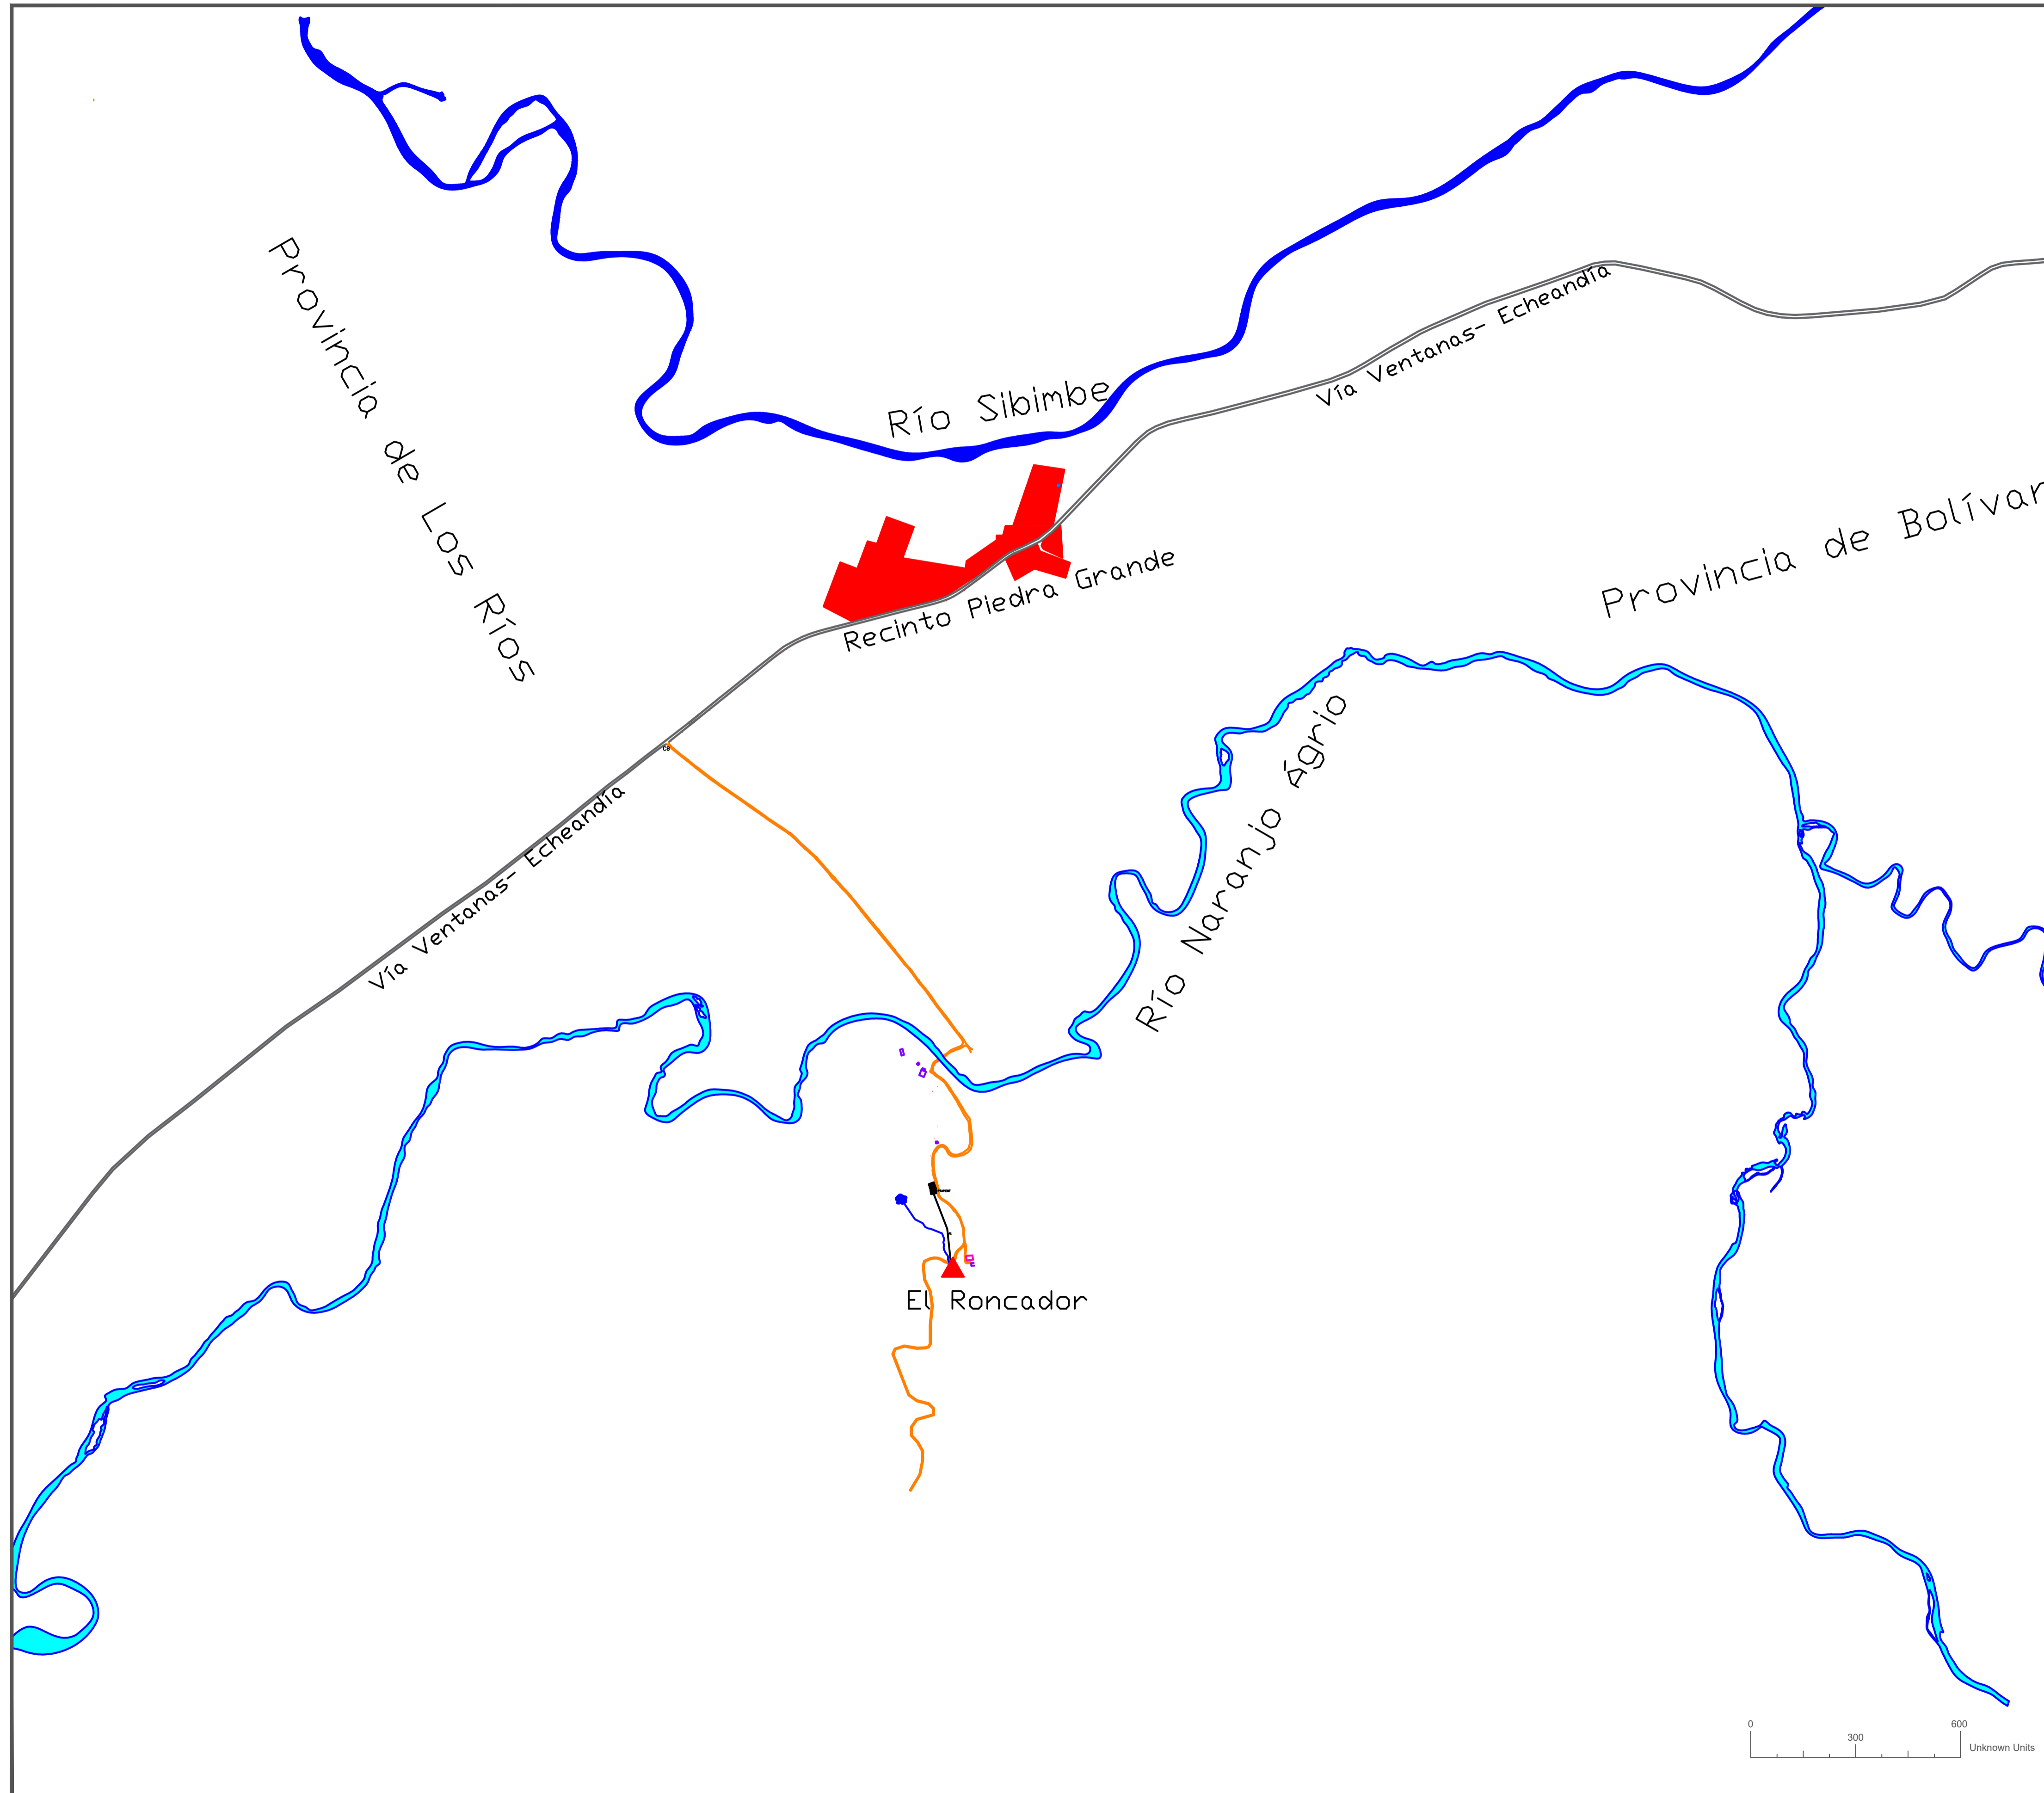 Provincia de Los Ríos
Río Sibimbe
Vía Ventanas- Echeandía
Provincia de Bolívar
Recinto Piedra Grande
Río Naranjo Agrio
Vía Ventanas- Echeandía
El Roncador
0
300
600
Unknown Units